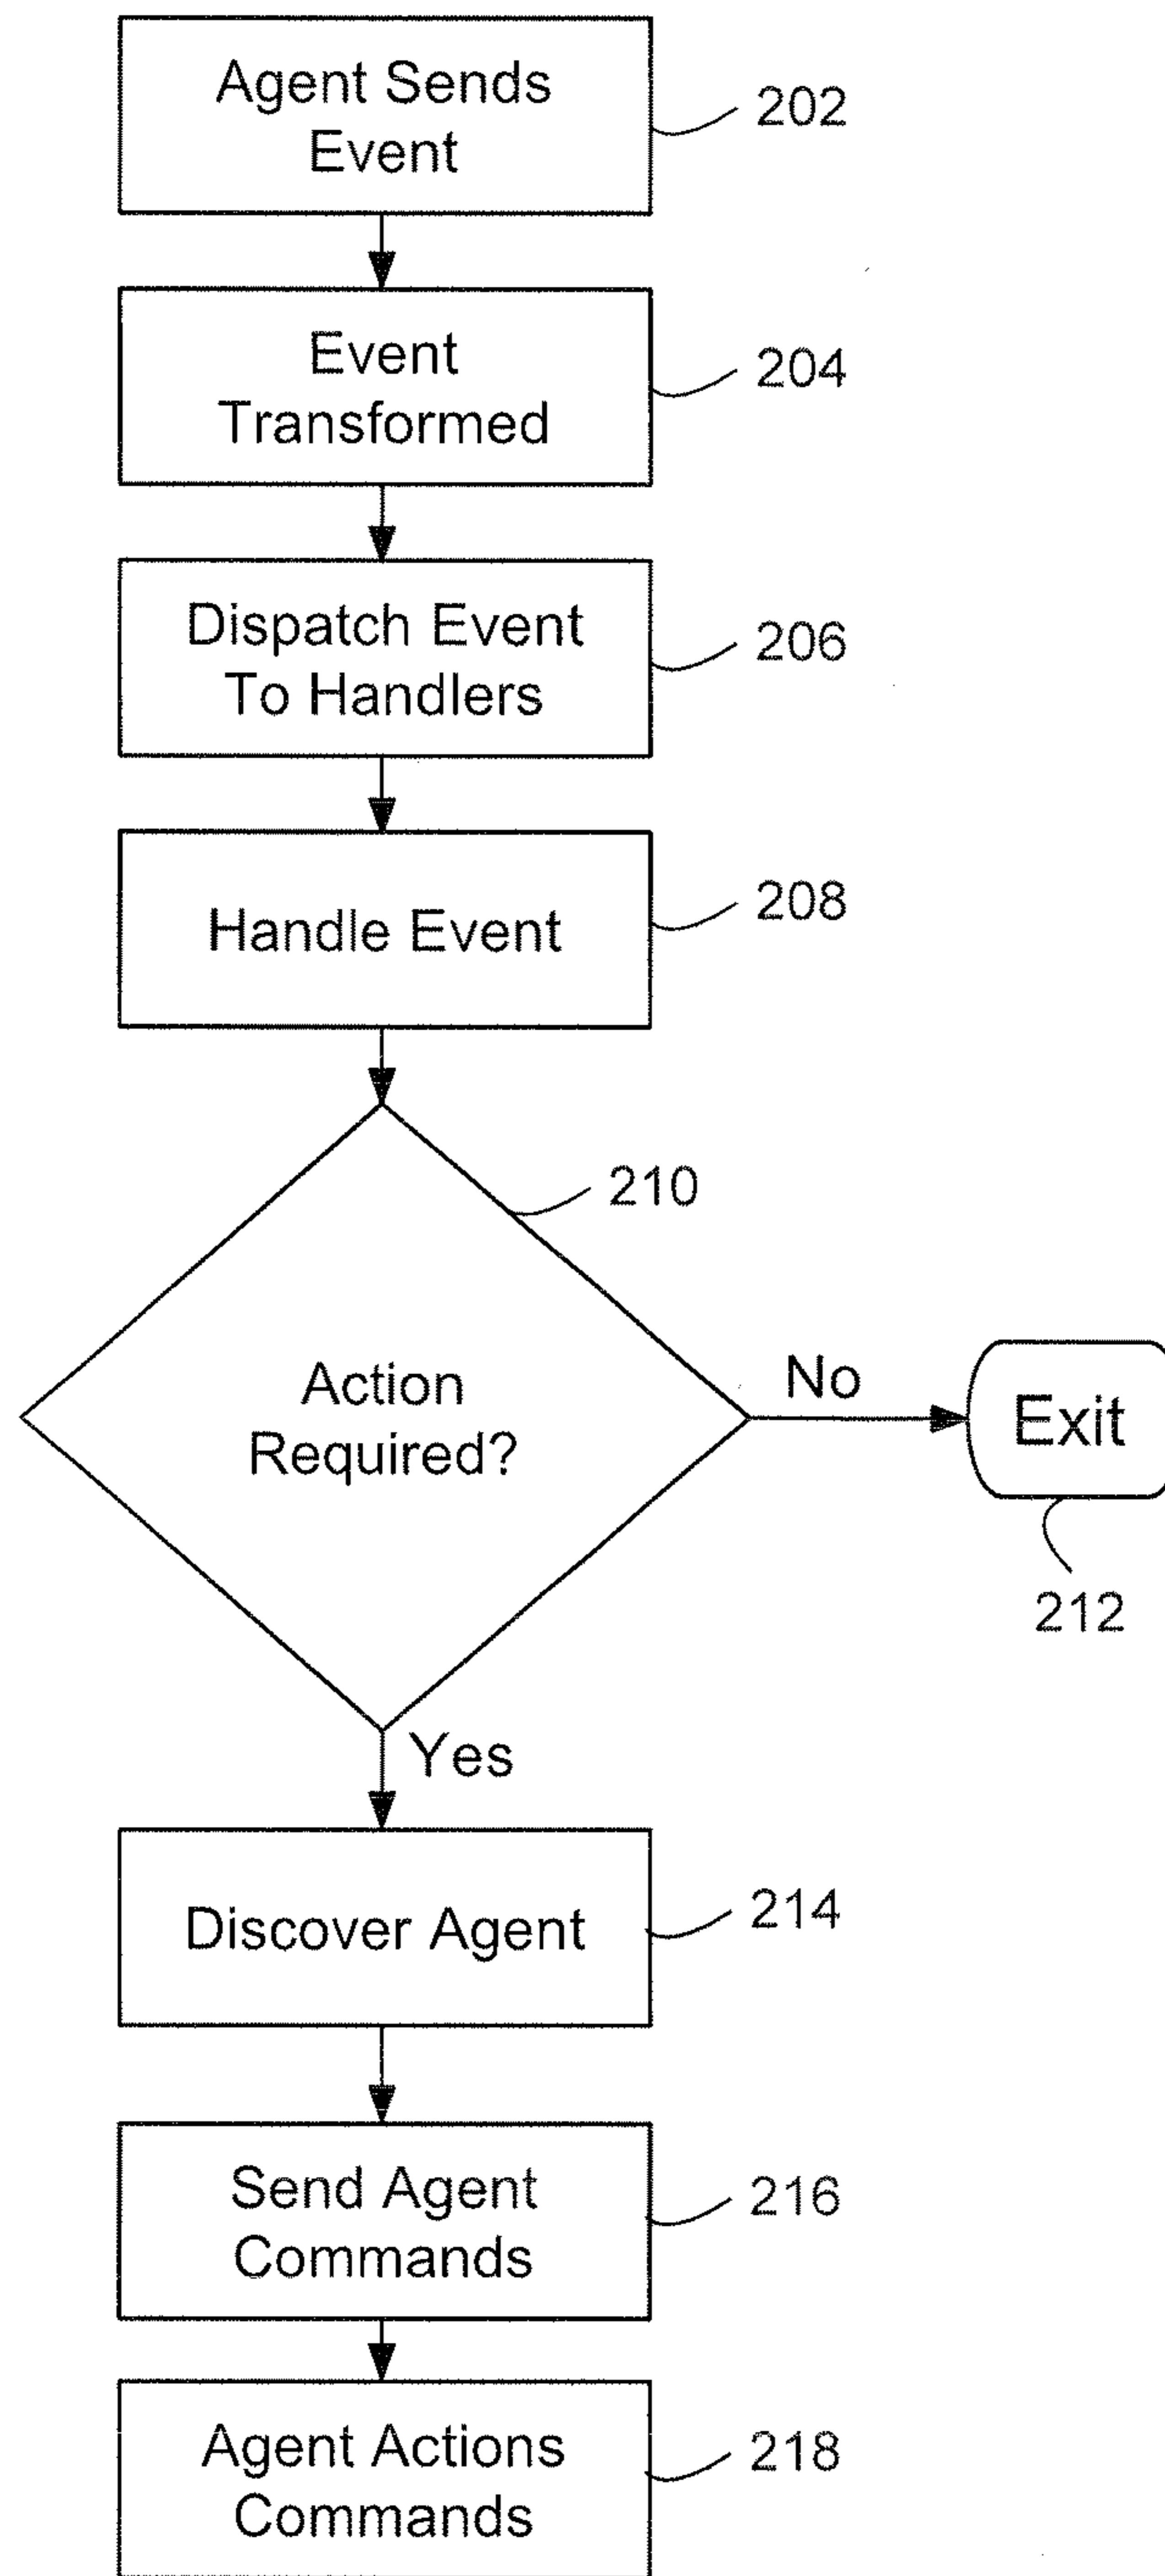 Agent Sends
Event
202
Event
Transformed
204
Dispatch Event
To Handlers
206
Handle Event
208
210
Action
Required?
No
Exit
212
Yes
Discover Agent
214
Send Agent
Commands
216
Agent Actions
Commands
218